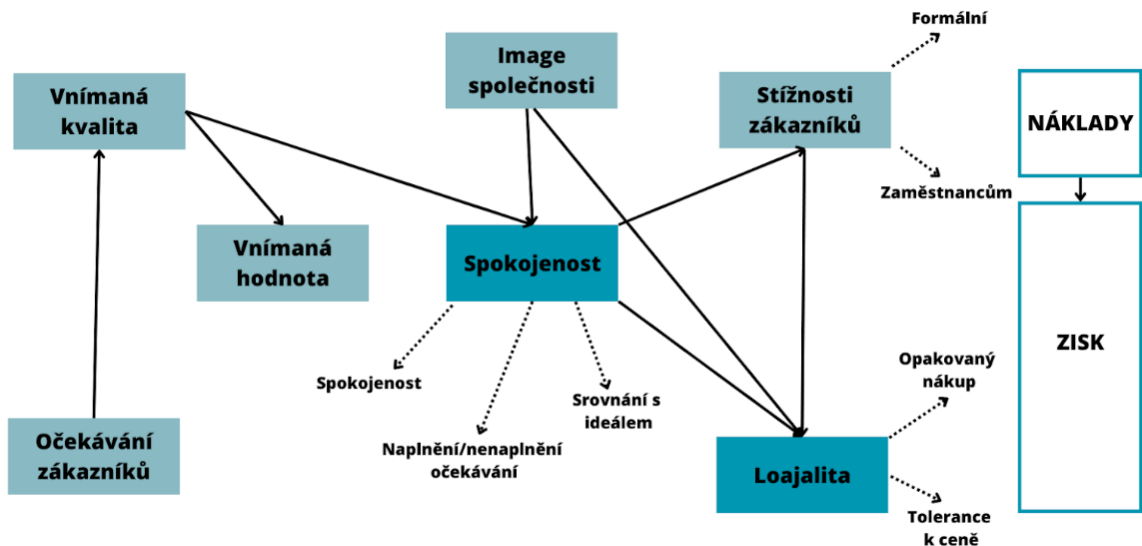 Formální
Image
společnosti
Vnímaná
kvalita
Stížnosti
zákazníků
NÁKLADY
Zaměstnancům
Vnímaná
hodnota
Spokojenost
ZISK
Spokojenost
Srovnání s
ideálem
Opakovaný
nákup
Očekávání
zákazníků
Naplnění/nenaplnění
očekávání
Loajalita
Tolerance
k ceně